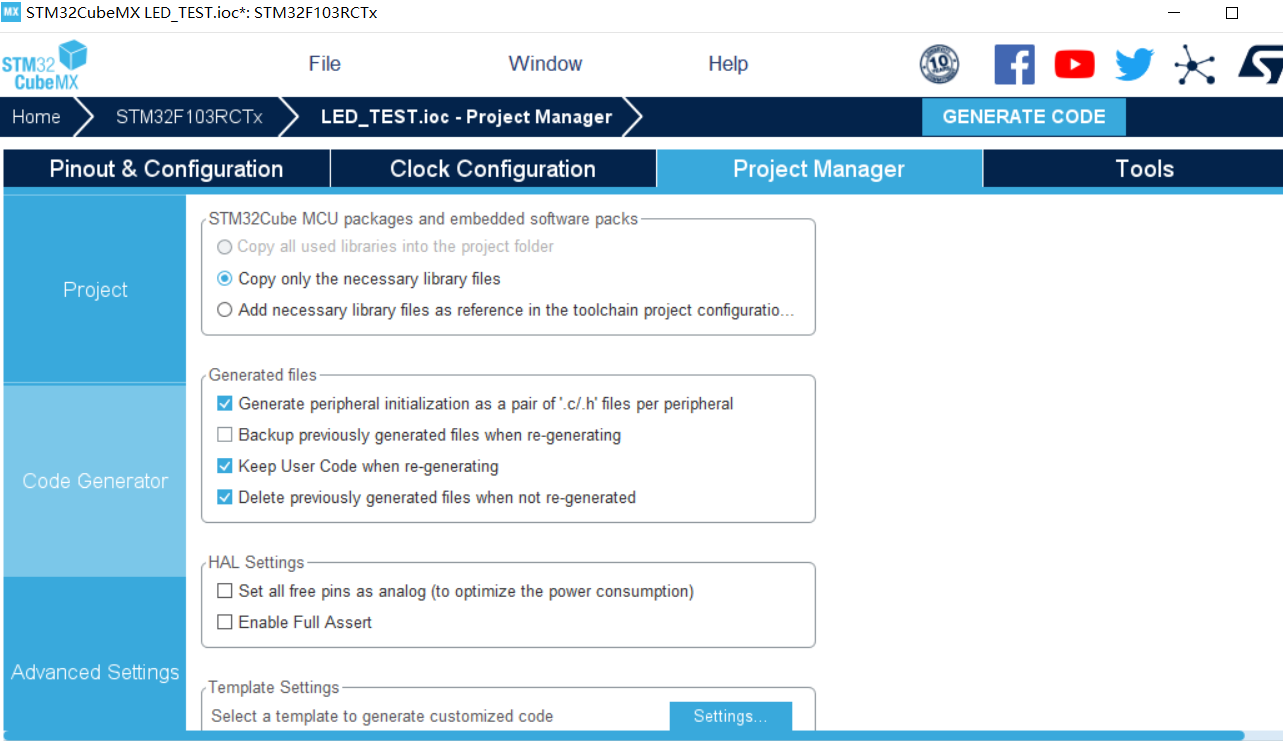 MX STM32CubeMX LED_TEST.ioc*: STM32F103RCTx
STM32
CubeMX
File Window Help
10
Home STM32F103RCTx LED_TEST.ioc - Project Manager GENERATE CODE
Pinout & Configuration Clock Configuration Project Manager Tools
STM32Cube MCU packages and embedded software packs
Copy all used libraries into the project folder
Copy only the necessary library files
Add necessary library files as reference in the toolchain project configuratio...
Project
Generated files
Generate peripheral initialization as a pair of '.c/.h' files per peripheral
Backup previously generated files when re-generating
Keep User Code when re-generating
Delete previously generated files when not re-generated
Code Generator
HAL Settings
Set all free pins as analog (to optimize the power consumption)
Enable Full Assert
Advanced Settings
Template Settings
Select a template to generate customized code Settings...